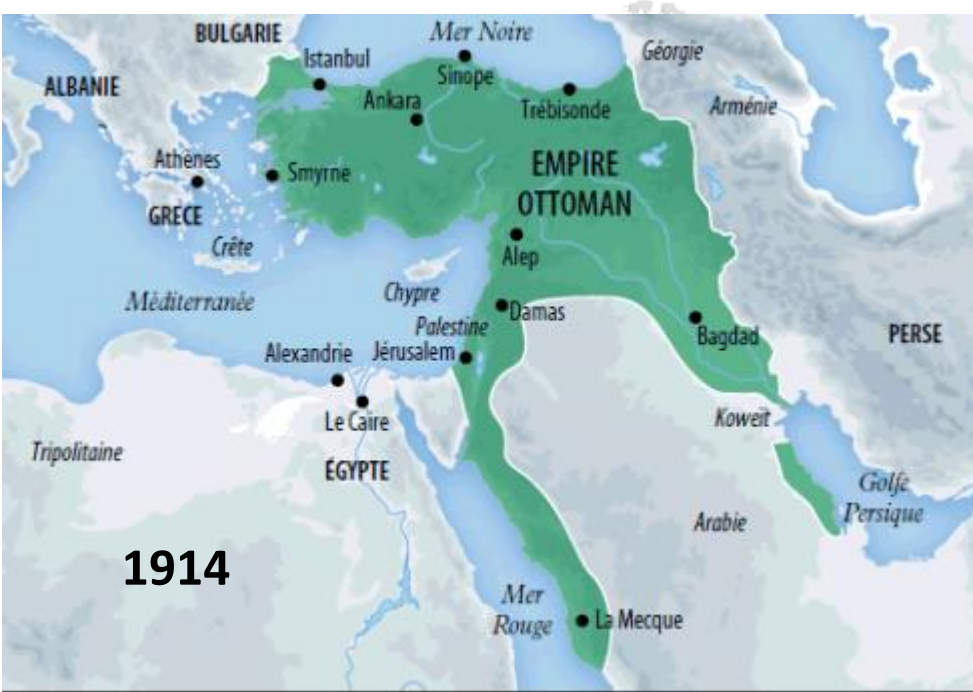 BULGARIE
Mer Noire
Géorgie
Istanbul
Sinope
ALBANIE
Ankara
Trébisonde
Arménie
Athènes
Smyrne
EMPIRE
OTTOMAN
GRECE
Crête
Alep
Chypre
Méditerranée
Palestine
Damas
Bagdad
PERSE
Alexandrie
Jérusalem
Le Caire
Koweït
Tripolitaine
ÉGYPTE
Golfe
Persique
Arabie
1914
Mer
Rouge
La Mecque